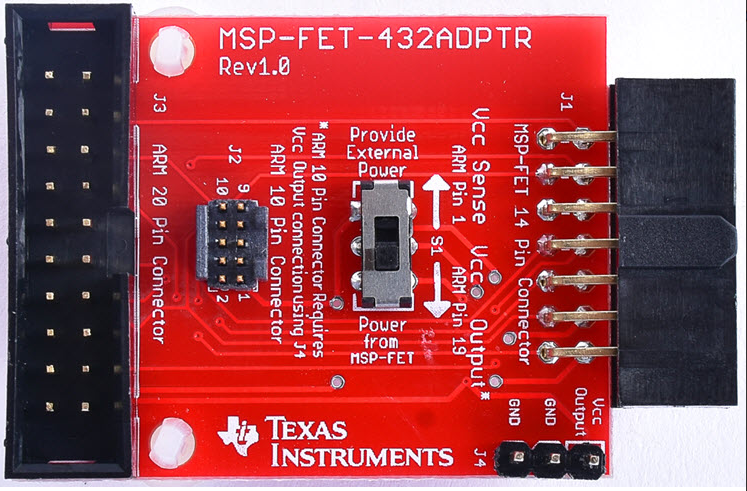 MSP-FET-432ADPTR
Rev1.0
J3
ARM 20 Pin Connector
J2
10 9
2 1
ARM 10 Pin Connector
* ARM 10 Pin Connector Requires
Vcc Output connection using J4
Provide
External
Power
S1
Power
from
MSP-FET
Vcc Sense
ARM Pin 1
Vcc Output*
ARM Pin 19
J1
MSP-FET 14 Pin Connector
TEXAS
INSTRUMENTS
J4
GND
GND
Vcc
Output